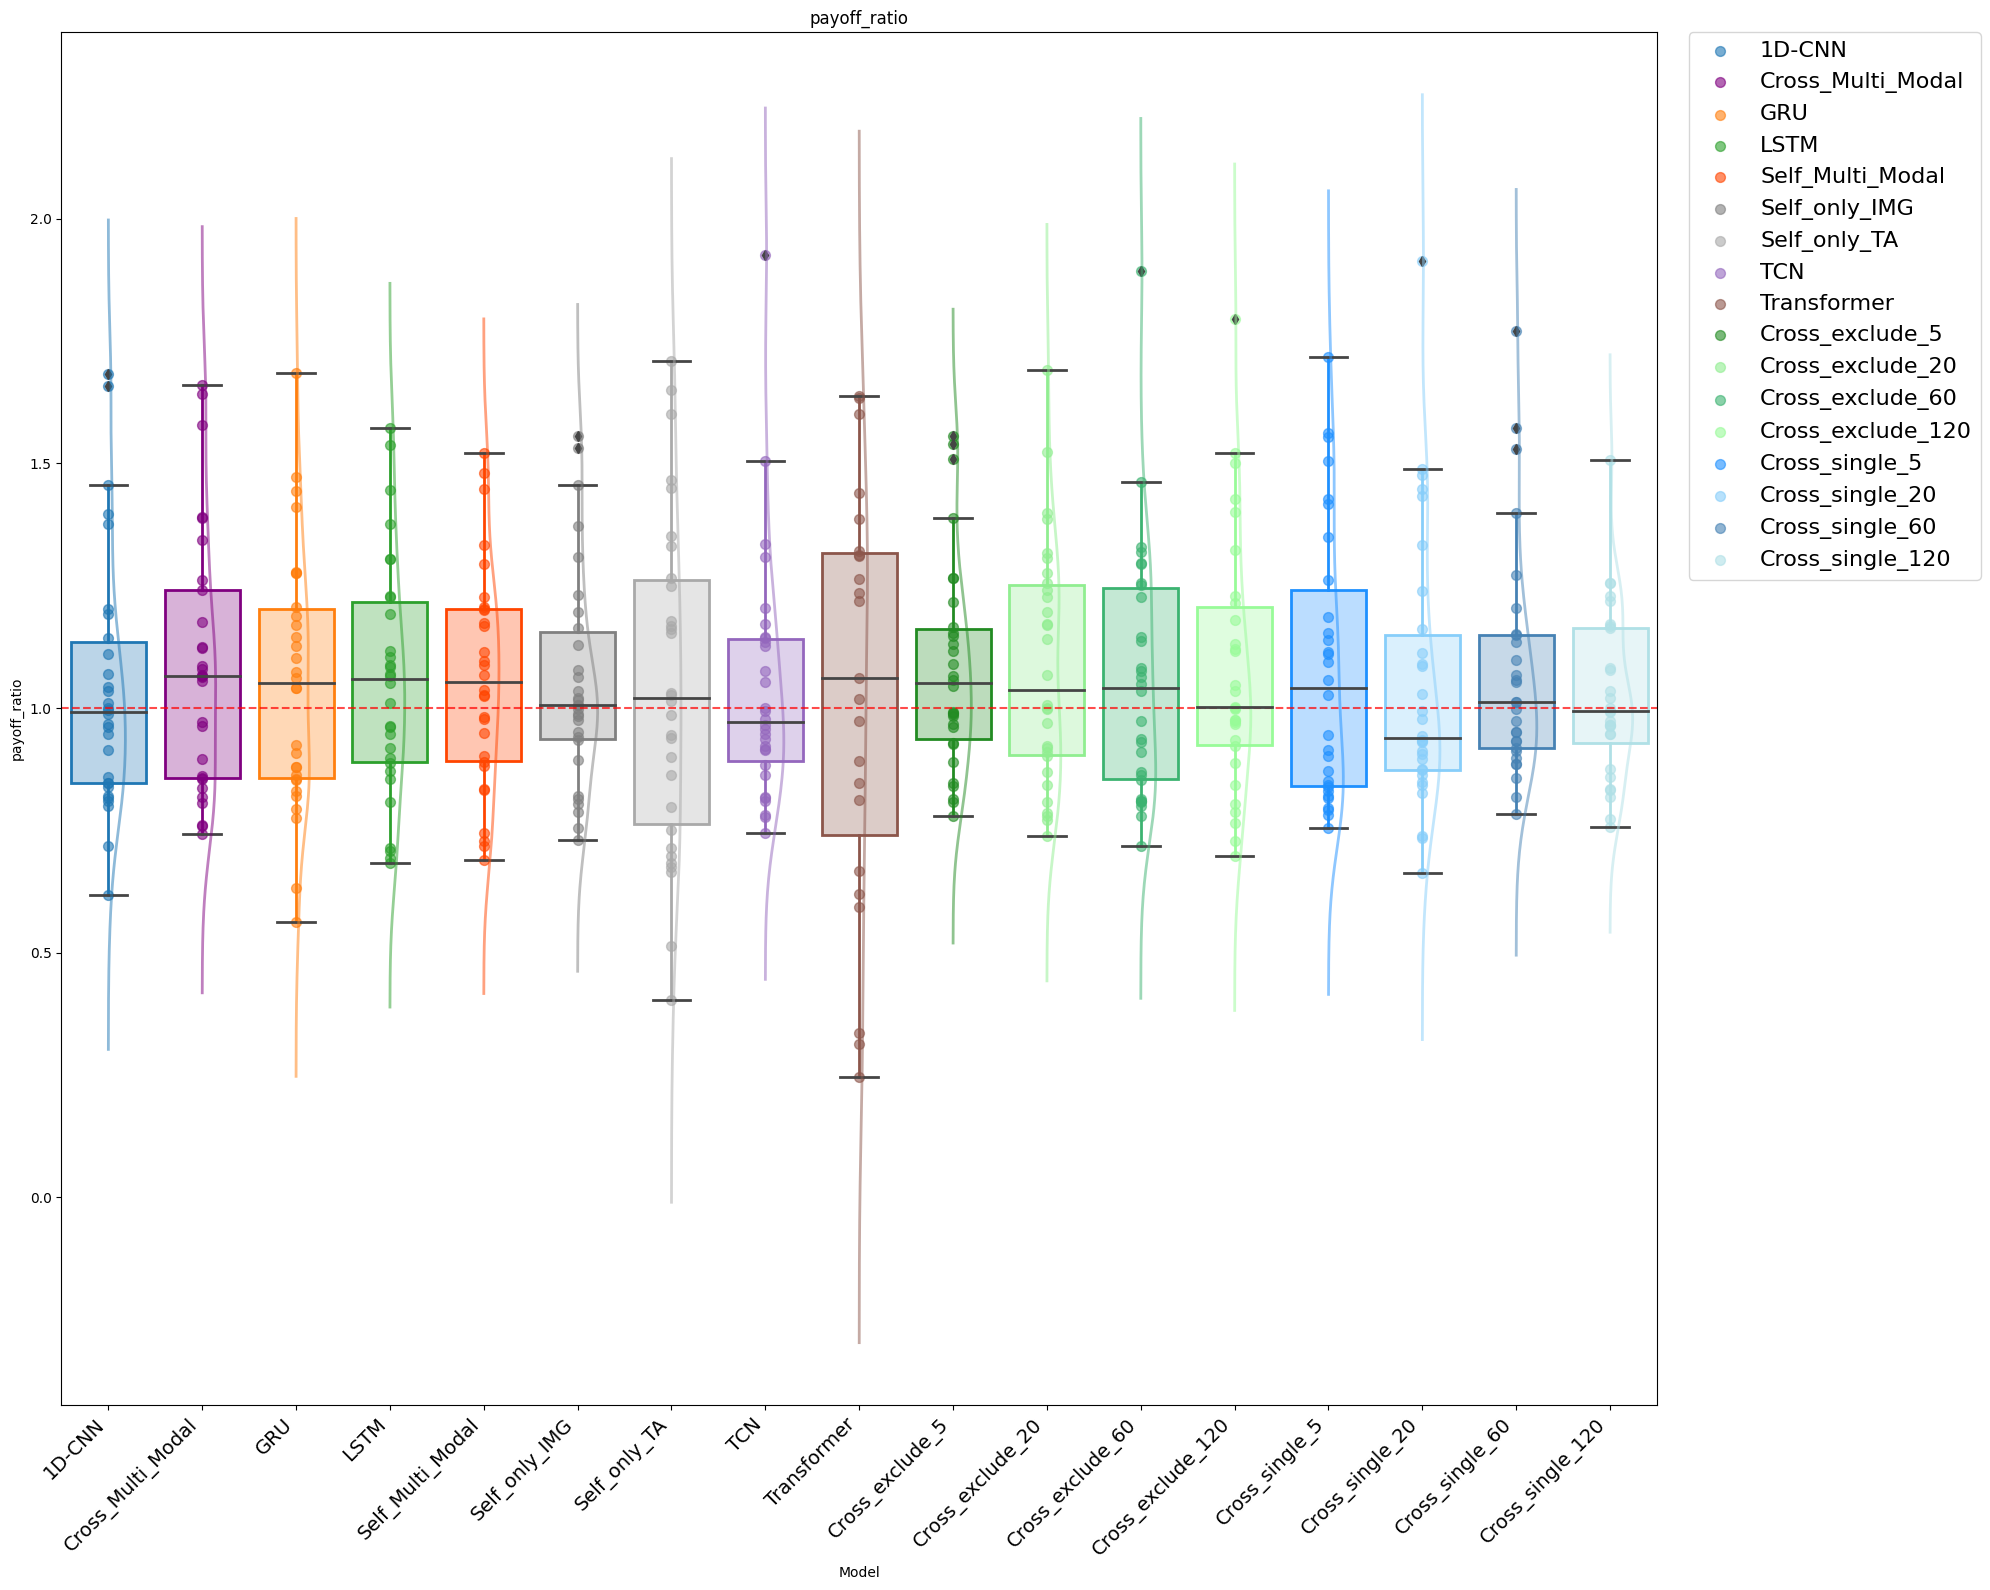 payoff_ratio
payoff_ratio
2.0
1.5
1.0
0.5
0.0
1D-CNN
Cross_Multi_Modal
GRU
LSTM
Self_Multi_Modal
Self_only_IMG
Self_only_TA
TCN
Transformer
Cross_exclude_5
Cross_exclude_20
Cross_exclude_60
Cross_exclude_120
Cross_single_5
Cross_single_20
Cross_single_60
Cross_single_120
Model
1D-CNN
Cross_Multi_Modal
GRU
LSTM
Self_Multi_Modal
Self_only_IMG
Self_only_TA
TCN
Transformer
Cross_exclude_5
Cross_exclude_20
Cross_exclude_60
Cross_exclude_120
Cross_single_5
Cross_single_20
Cross_single_60
Cross_single_120